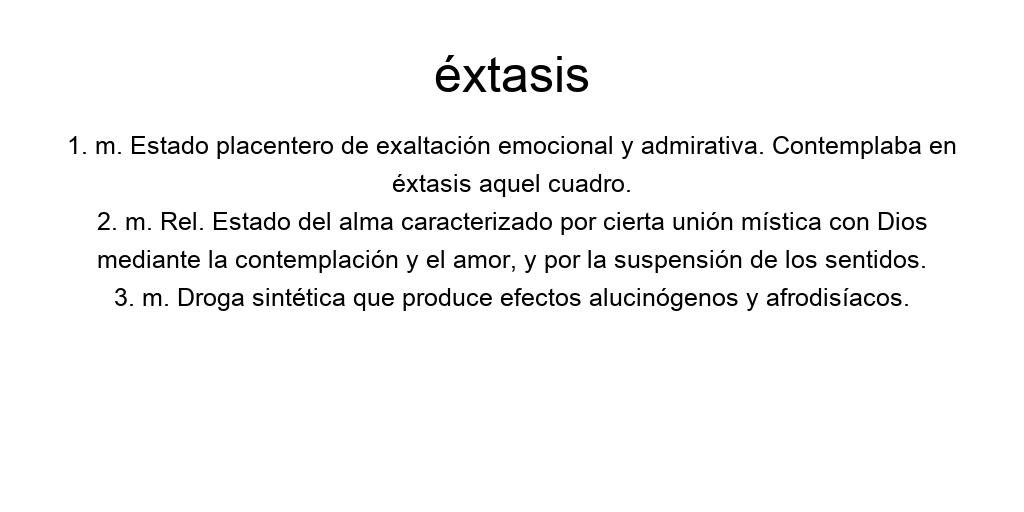 éxtasis
1. m. Estado placentero de exaltación emocional y admirativa. Contemplaba en
éxtasis aquel cuadro.
2. m. Rel. Estado del alma caracterizado por cierta unión mística con Dios
mediante la contemplación y el amor, y por la suspensión de los sentidos.
3. m. Droga sintética que produce efectos alucinógenos y afrodisíacos.